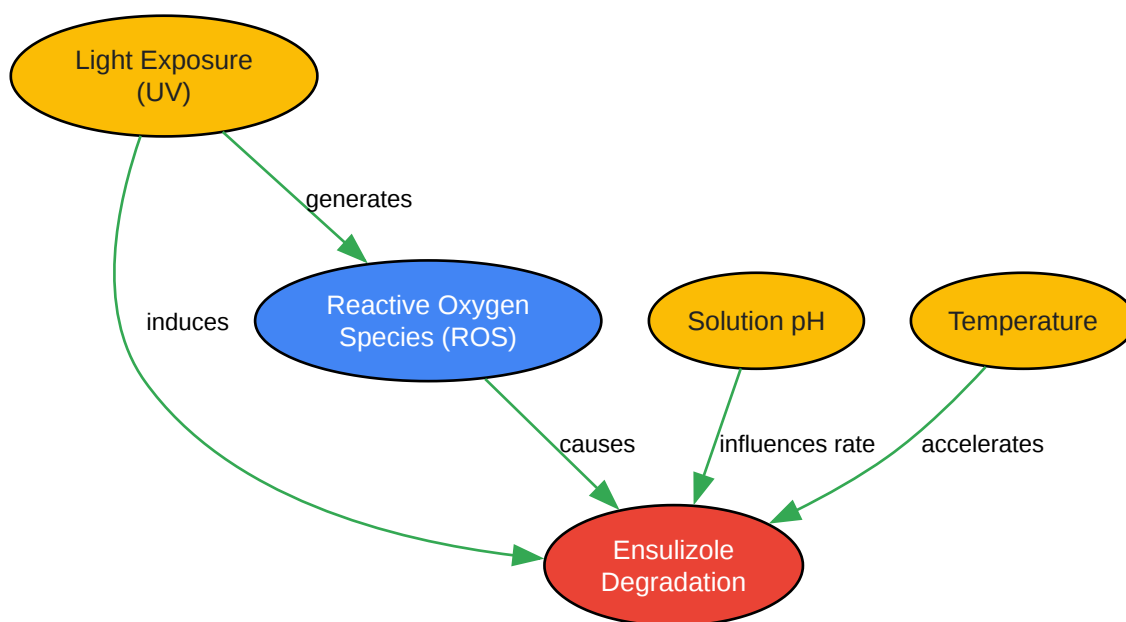 Light Exposure
(UV)
generates
Reactive Oxygen
Species (ROS)
Solution pH
Temperature
induces
causes
influences rate
accelerates
Ensulizole
Degradation